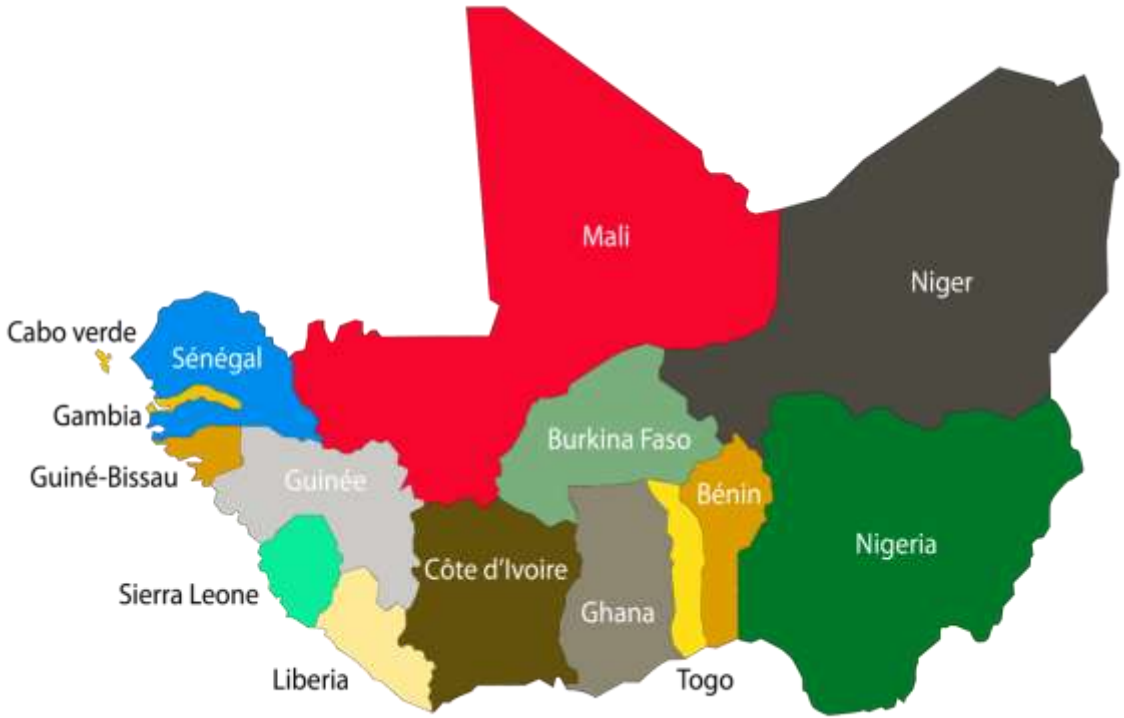 Mali
Niger
Cabo verde
Sénégal
Gambia
Burkina Faso
Guiné-Bissau
Guinée
Bénin
Nigeria
Côte d'Ivoire
Sierra Leone
Ghana
Liberia
Togo